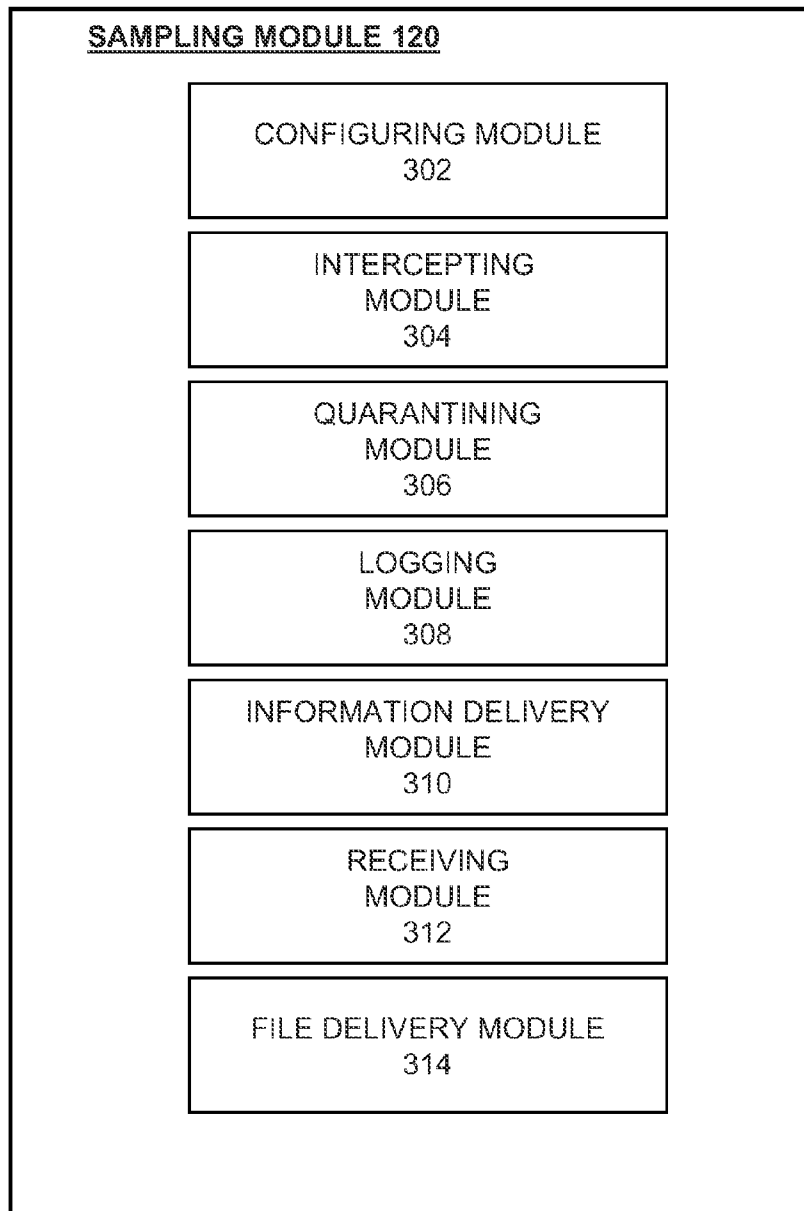 SAMPLING MODULE 120
CONFIGURING MODULE
302
INTERCEPTING
MODULE
304
QUARANTINING
MODULE
306
LOGGING
MODULE
308
INFORMATION DELIVERY
MODULE
310
RECEIVING
MODULE
312
FILE DELIVERY MODULE
314